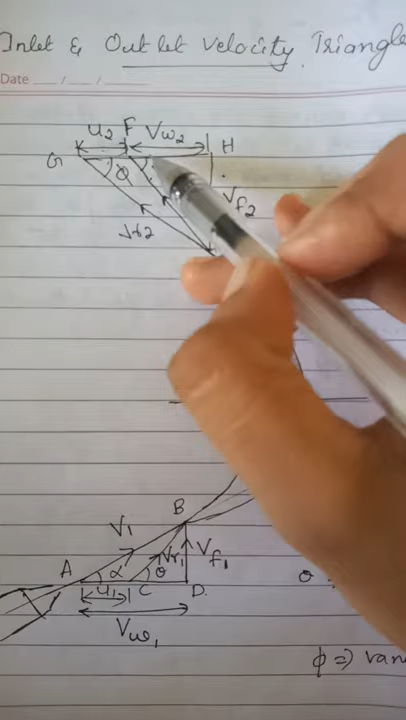 Inlet & Outlet Velocity Triangle
Date
u2 F Vw2 H
G
Vf2
Vr2
B
V1
Vr1 Vf1
A α θ
u1 C D
Vw1
φ ⇒ van